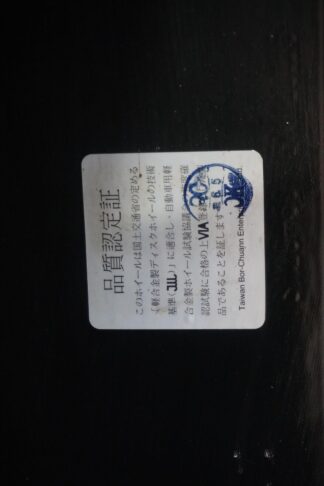 品質認定証
このホイールは国土交通省の定める
「軽合金製ディスクホイールの技術
基準（JWL）」に適合し、自動車用軽
合金製ホイール試験協議
認試験に合格の上VIA登録
品であることを証します
Taiwan Bor-Chuann
QC
OK